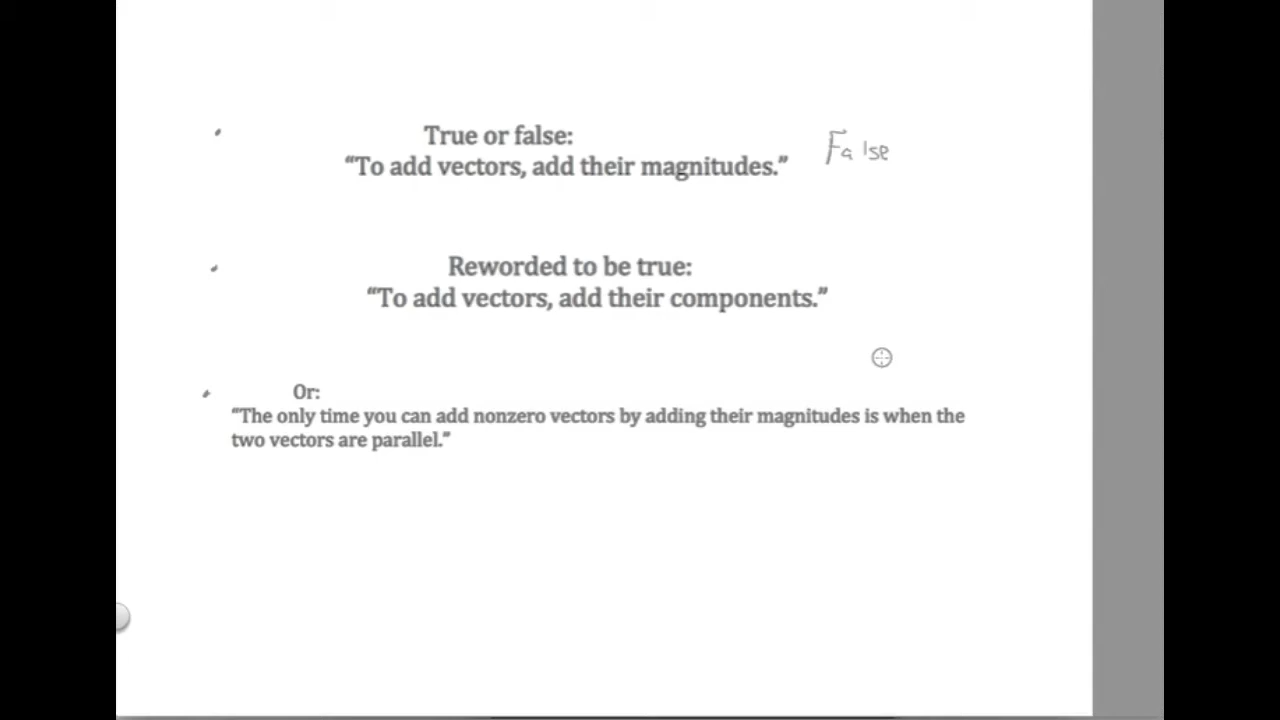 True or false:
“To add vectors, add their magnitudes.” False
Reworded to be true:
“To add vectors, add their components.”
Or:
“The only time you can add nonzero vectors by adding their magnitudes is when the
two vectors are parallel.”